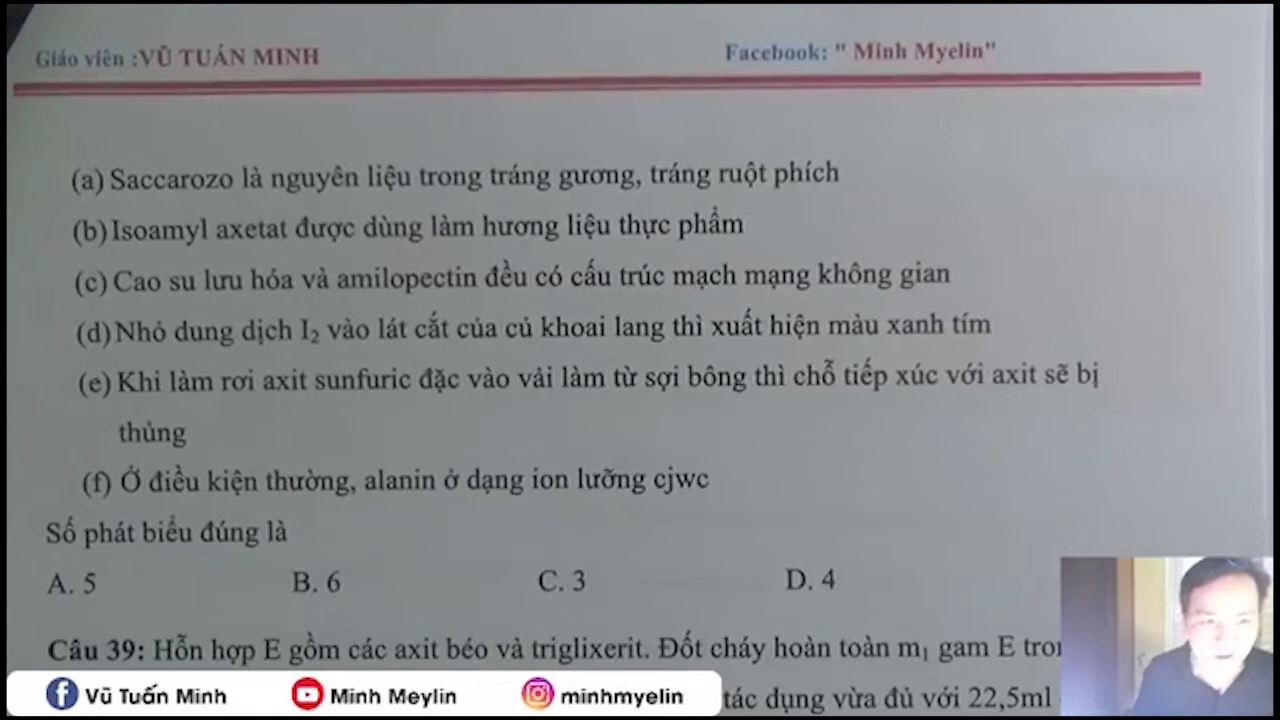 Giáo viên :VŨ TUẤN MINH
Facebook: " Minh Myelin"
(a) Saccarozo là nguyên liệu trong tráng gương, tráng ruột phích
(b) Isoamyl axetat được dùng làm hương liệu thực phẩm
(c) Cao su lưu hóa và amilopectin đều có cấu trúc mạch mạng không gian
(d) Nhỏ dung dịch I₂ vào lát cắt của củ khoai lang thì xuất hiện màu xanh tím
(e) Khi làm rơi axit sunfuric đặc vào vải làm từ sợi bông thì chỗ tiếp xúc với axit sẽ bị
thủng
(f) Ở điều kiện thường, alanin ở dạng ion lưỡng cjwc
Số phát biểu đúng là
A. 5 B. 6 C. 3 D. 4
Câu 39: Hỗn hợp E gồm các axit béo và triglixerit. Đốt cháy hoàn toàn m₁ gam E
tác dụng vừa đủ với 22,5ml
Vũ Tuấn Minh Minh Meylin minhmyelin